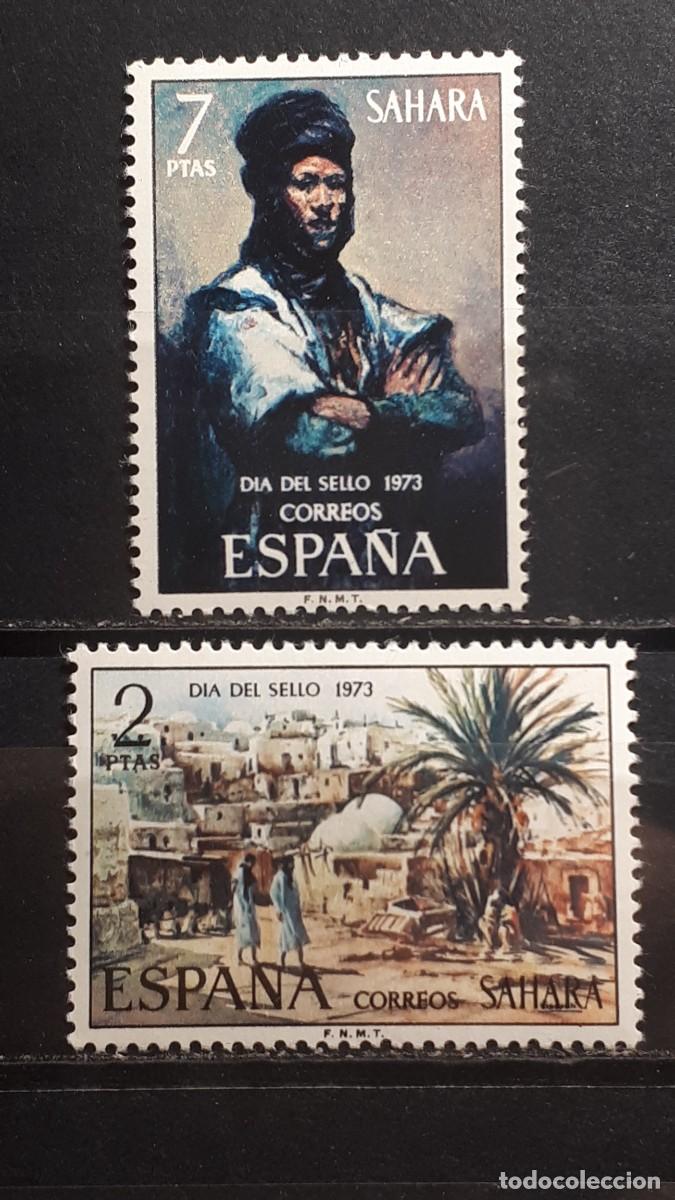 7 SAHARA
PTAS
DIA DEL SELLO 1973
CORREOS
ESPAÑA
F. N. M. T.
2 DIA DEL SELLO 1973
PTAS
ESPAÑA CORREOS SAHARA
F. N. M. T.
todocoleccion